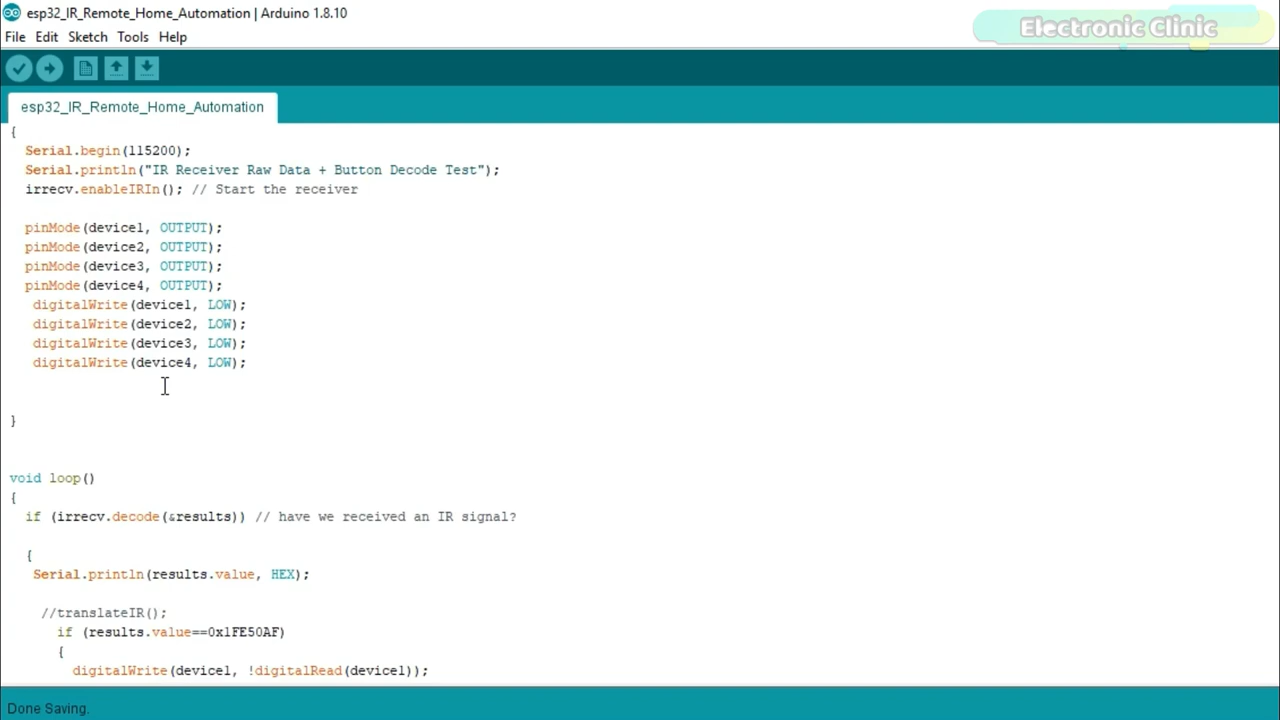 esp32_IR_Remote_Home_Automation | Arduino 1.8.10
Electronic Clinic
File Edit Sketch Tools Help
esp32_IR_Remote_Home_Automation
{
Serial.begin(115200);
Serial.println("IR Receiver Raw Data + Button Decode Test");
irrecv.enableIRIn(); // Start the receiver
pinMode(device1, OUTPUT);
pinMode(device2, OUTPUT);
pinMode(device3, OUTPUT);
pinMode(device4, OUTPUT);
digitalWrite(device1, LOW);
digitalWrite(device2, LOW);
digitalWrite(device3, LOW);
digitalWrite(device4, LOW);
}
void loop()
{
if (irrecv.decode(&results)) // have we received an IR signal?
{
Serial.println(results.value, HEX);
//translateIR();
if (results.value==0x1FE50AF)
{
digitalWrite(device1, !digitalRead(device1));
Done Saving.